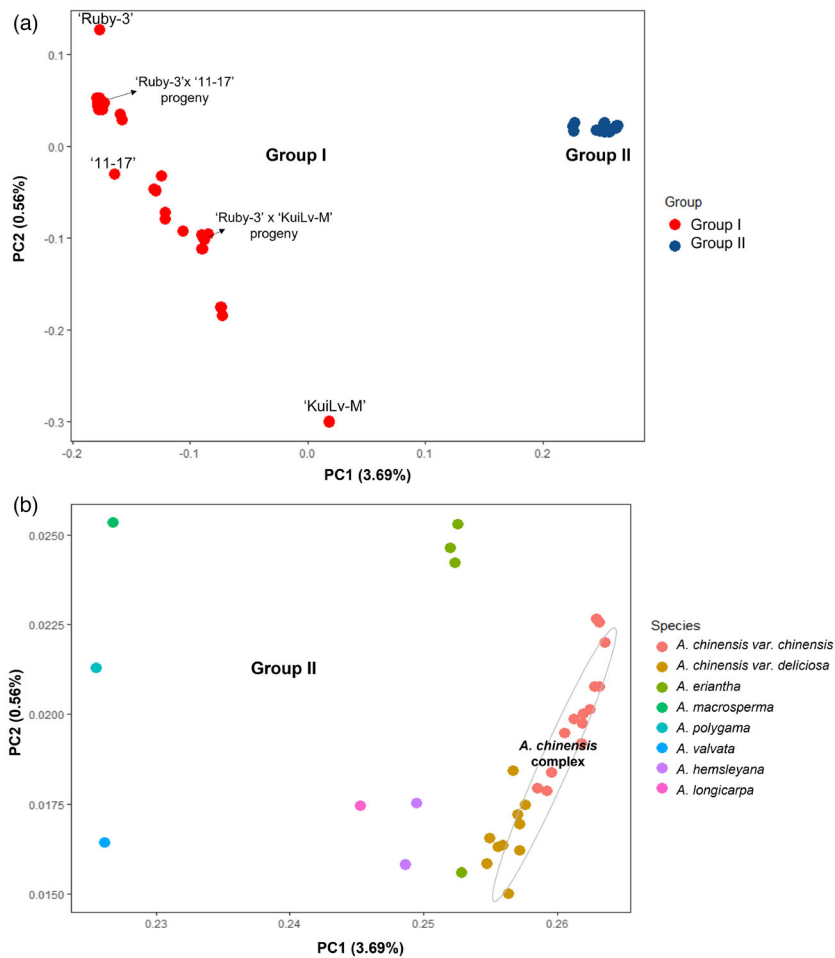 (a)
‘Ruby-3’
‘Ruby-3’x ‘11-17’
progeny
‘11-17’
Group I
Group II
‘Ruby-3’ x ‘KuiLv-M’
progeny
‘KuiLv-M’
0.1
0.0
-0.1
-0.2
-0.3
PC2 (0.56%)
-0.2
-0.1
0.0
0.1
0.2
PC1 (3.69%)
Group
Group I
Group II
(b)
0.0250
0.0225
0.0200
0.0175
0.0150
PC2 (0.56%)
Group II
A. chinensis
complex
0.23
0.24
0.25
0.26
PC1 (3.69%)
Species
A. chinensis var. chinensis
A. chinensis var. deliciosa
A. eriantha
A. macrosperma
A. polygama
A. valvata
A. hemsleyana
A. longicarpa